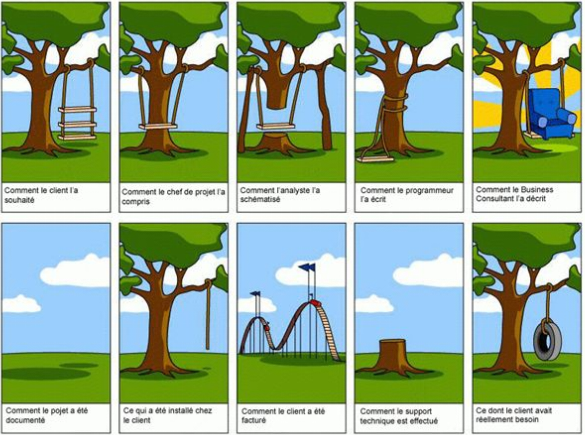 Comment le client l'a
souhaité
Comment le chef de projet l'a
compris
Comment l'analyste l'a
schématisé
Comment le programmeur
l'a écrit
Comment le Business
Consultant l'a décrit
Comment le pojet a été
documenté
Ce qui a été installé chez
le client
Comment le client a été
facturé
Comment le support
technique est effectué
Ce dont le client avait
réellement besoin